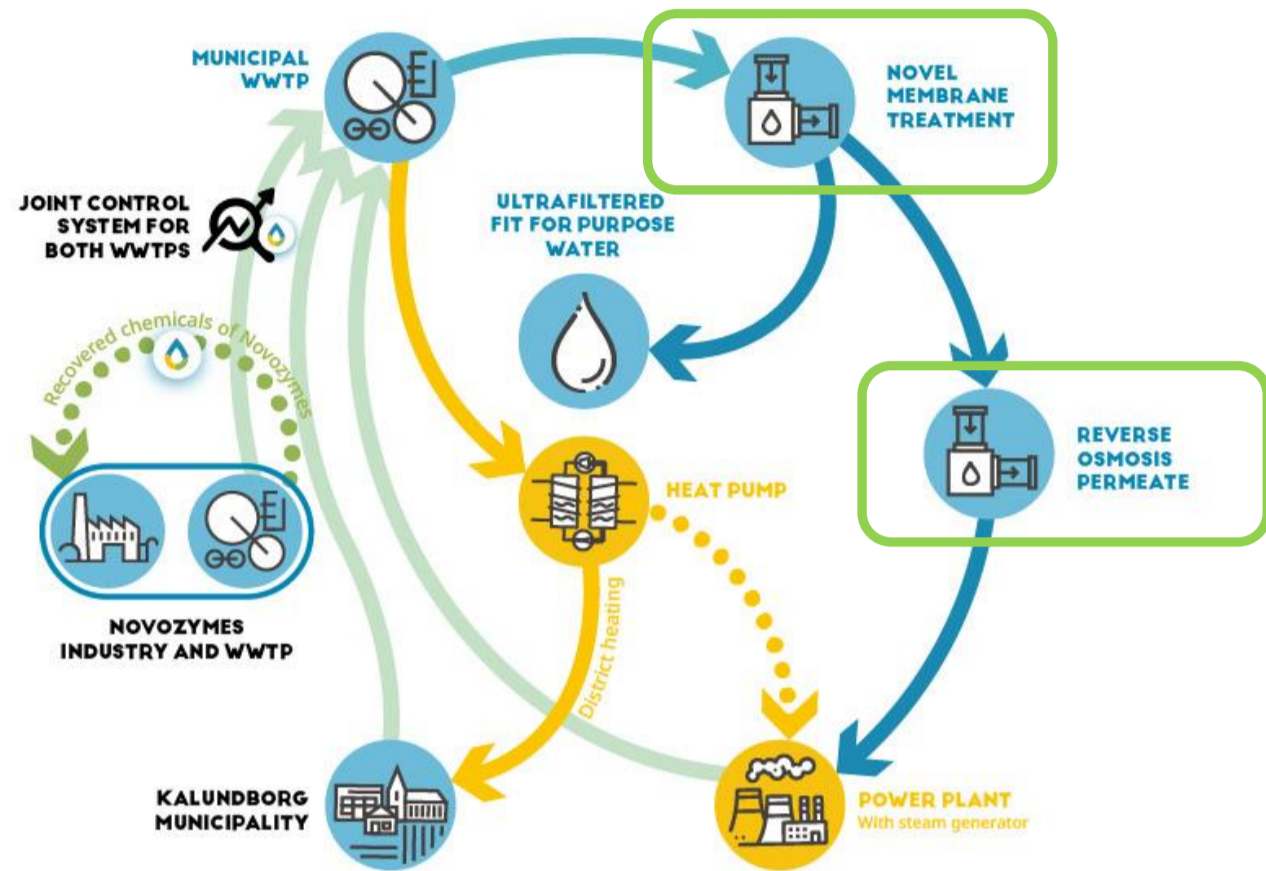 MUNICIPAL
WWTP
NOVEL
MEMBRANE
TREATMENT
JOINT CONTROL
SYSTEM FOR
BOTH WWTPS
ULTRAFILTERED
FIT FOR PURPOSE
WATER
Recovered chemicals of Novozymes
REVERSE
OSMOSIS
PERMEATE
HEAT PUMP
NOVOZYMES
INDUSTRY AND WWTP
District heating
KALUNDBORG
MUNICIPALITY
POWER PLANT
With steam generator